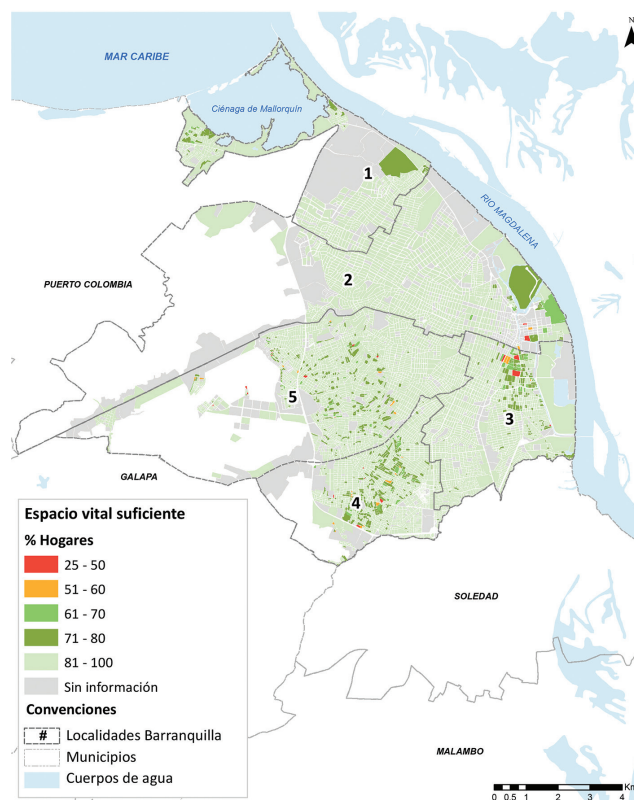 N
MAR CARIBE
Ciénaga de Mallorquín
1
RIO MAGDALENA
2
PUERTO COLOMBIA
3
5
GALAPA
4
Espacio vital suficiente
% Hogares
25 - 50
51 - 60
61 - 70
71 - 80
81 - 100
Sin información
Convenciones
# Localidades Barranquilla
Municipios
Cuerpos de agua
SOLEDAD
MALAMBO
Km
0 0.5 1 2 3 4